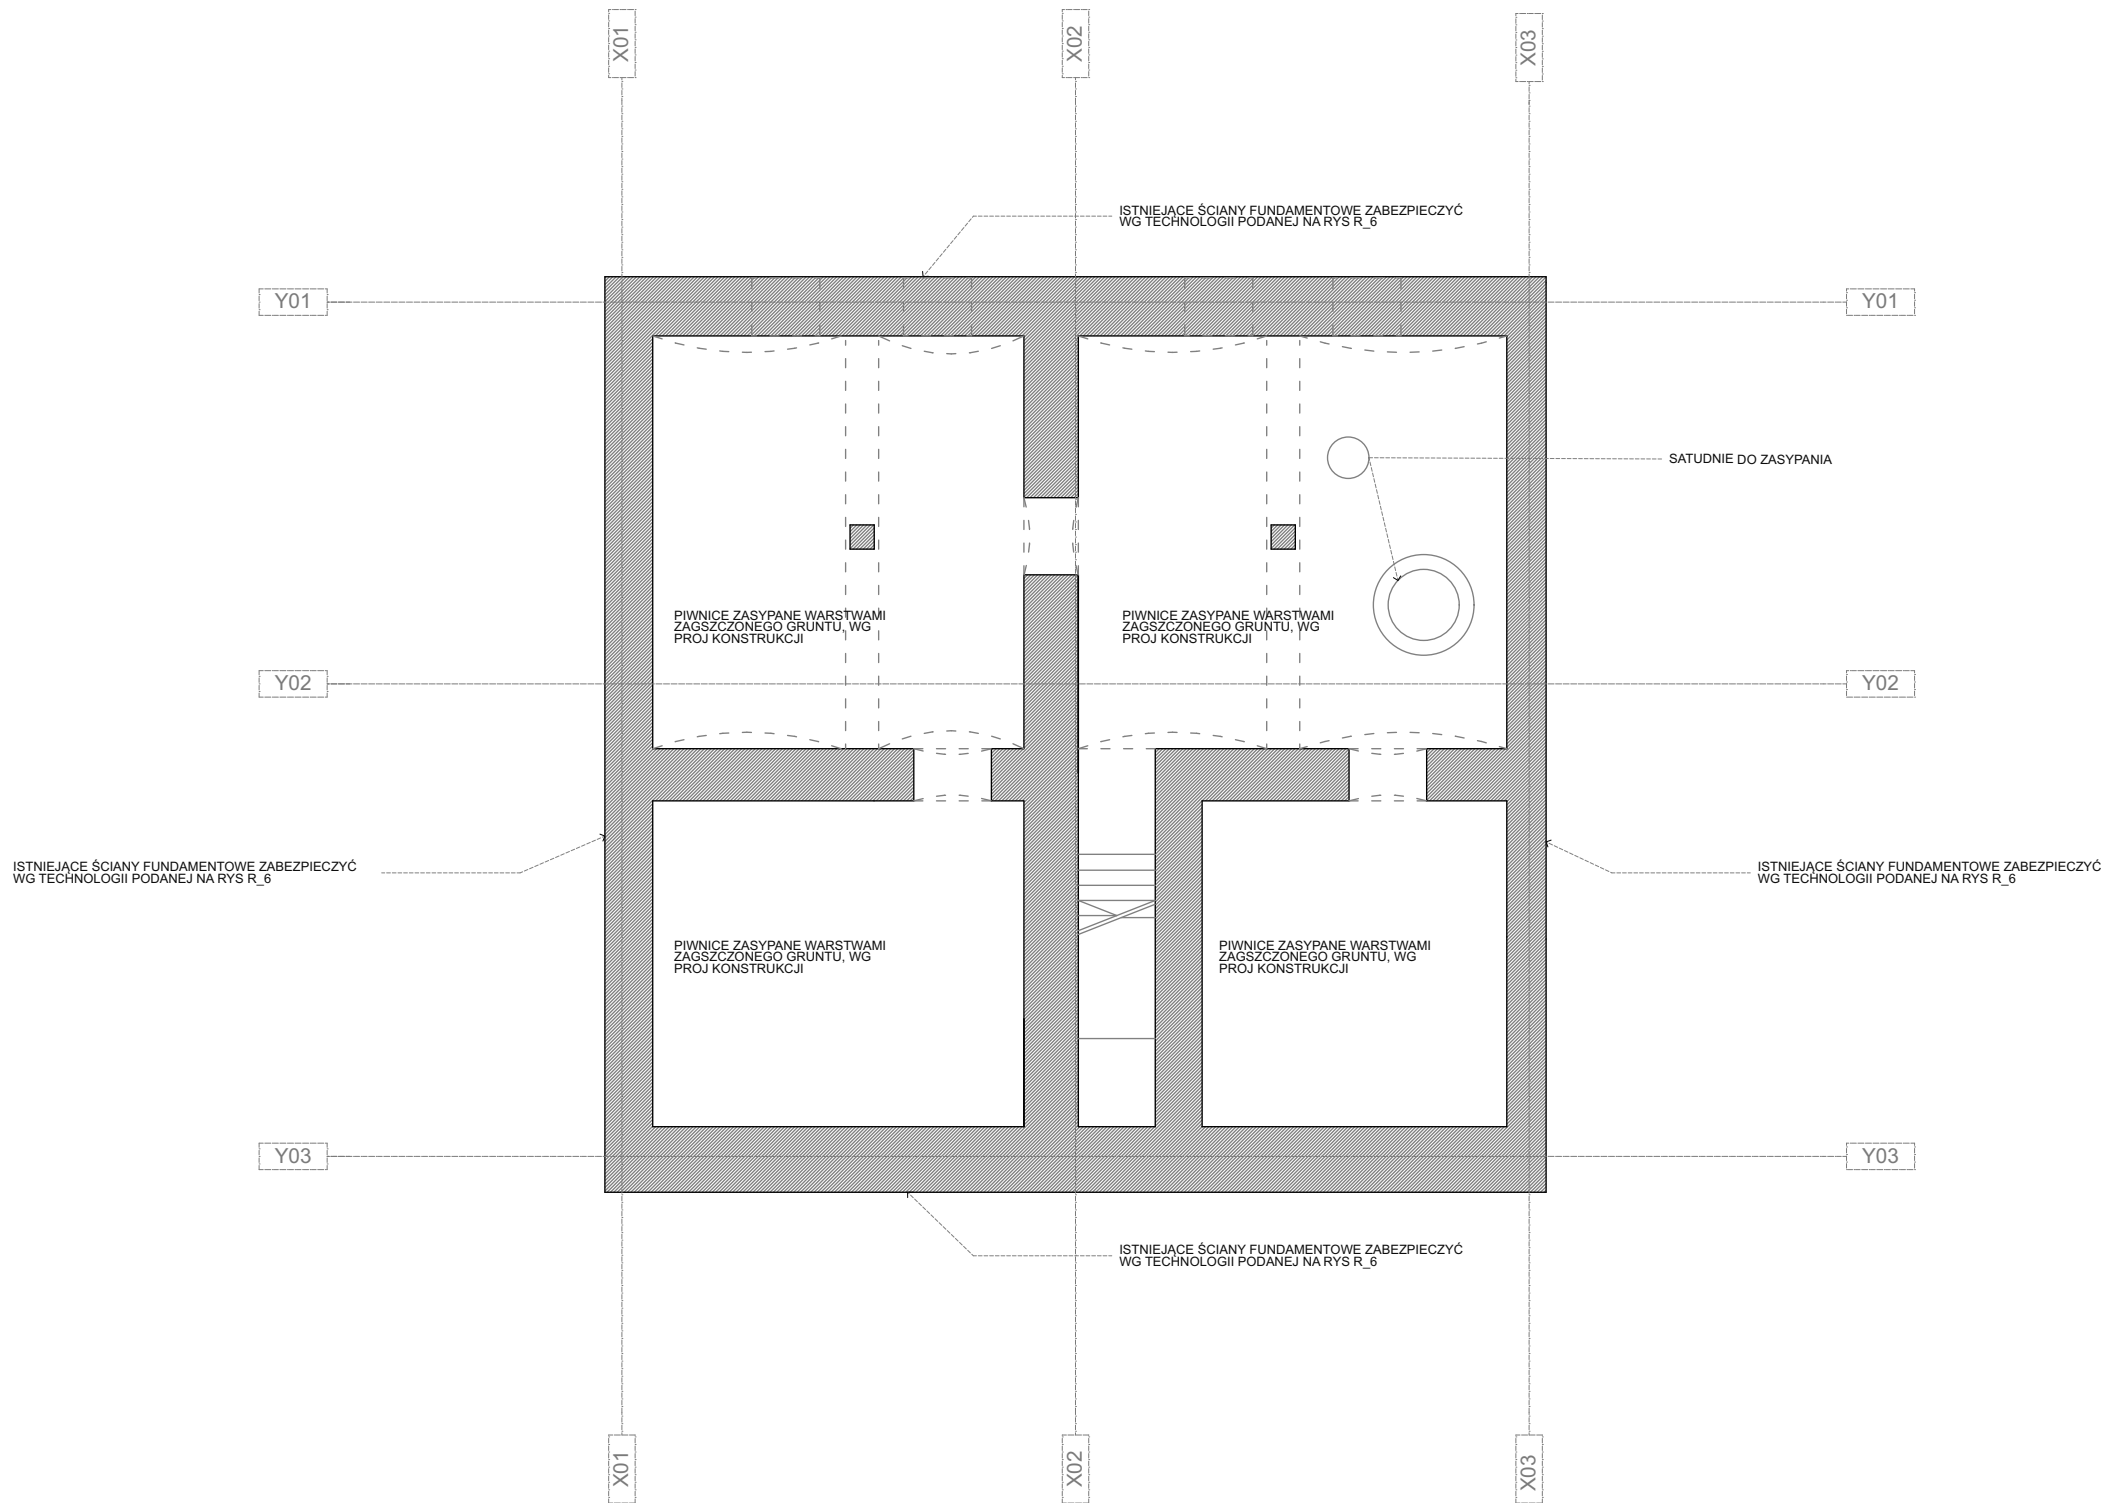 X01
X02
X03
ISTNIEJĄCE ŚCIANY FUNDAMENTOWE ZABEZPIECZYĆ
WG TECHNOLOGII PODANEJ NA RYS R_6
Y01
Y01
SATUDNIE DO ZASYPANIA
PIWNICE ZASYPANE WARSTWAMI
ZAGSZCZONEGO GRUNTU, WG
PROJ KONSTRUKCJI
PIWNICE ZASYPANE WARSTWAMI
ZAGSZCZONEGO GRUNTU, WG
PROJ KONSTRUKCJI
Y02
Y02
ISTNIEJĄCE ŚCIANY FUNDAMENTOWE ZABEZPIECZYĆ
WG TECHNOLOGII PODANEJ NA RYS R_6
ISTNIEJĄCE ŚCIANY FUNDAMENTOWE ZABEZPIECZYĆ
WG TECHNOLOGII PODANEJ NA RYS R_6
PIWNICE ZASYPANE WARSTWAMI
ZAGSZCZONEGO GRUNTU, WG
PROJ KONSTRUKCJI
PIWNICE ZASYPANE WARSTWAMI
ZAGSZCZONEGO GRUNTU, WG
PROJ KONSTRUKCJI
Y03
Y03
ISTNIEJĄCE ŚCIANY FUNDAMENTOWE ZABEZPIECZYĆ
WG TECHNOLOGII PODANEJ NA RYS R_6
X01
X02
X03